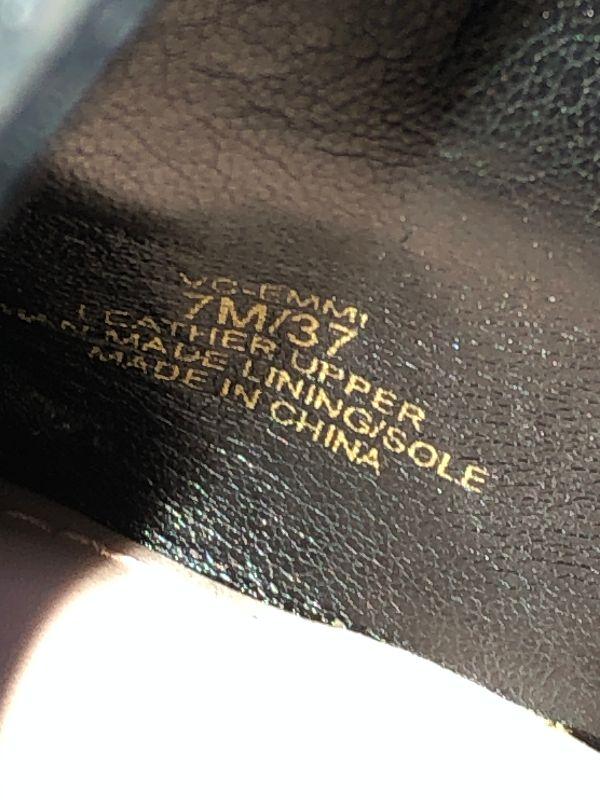 VC-EMMI
7M/37
LEATHER UPPER
MAN-MADE LINING/SOLE
MADE IN CHINA